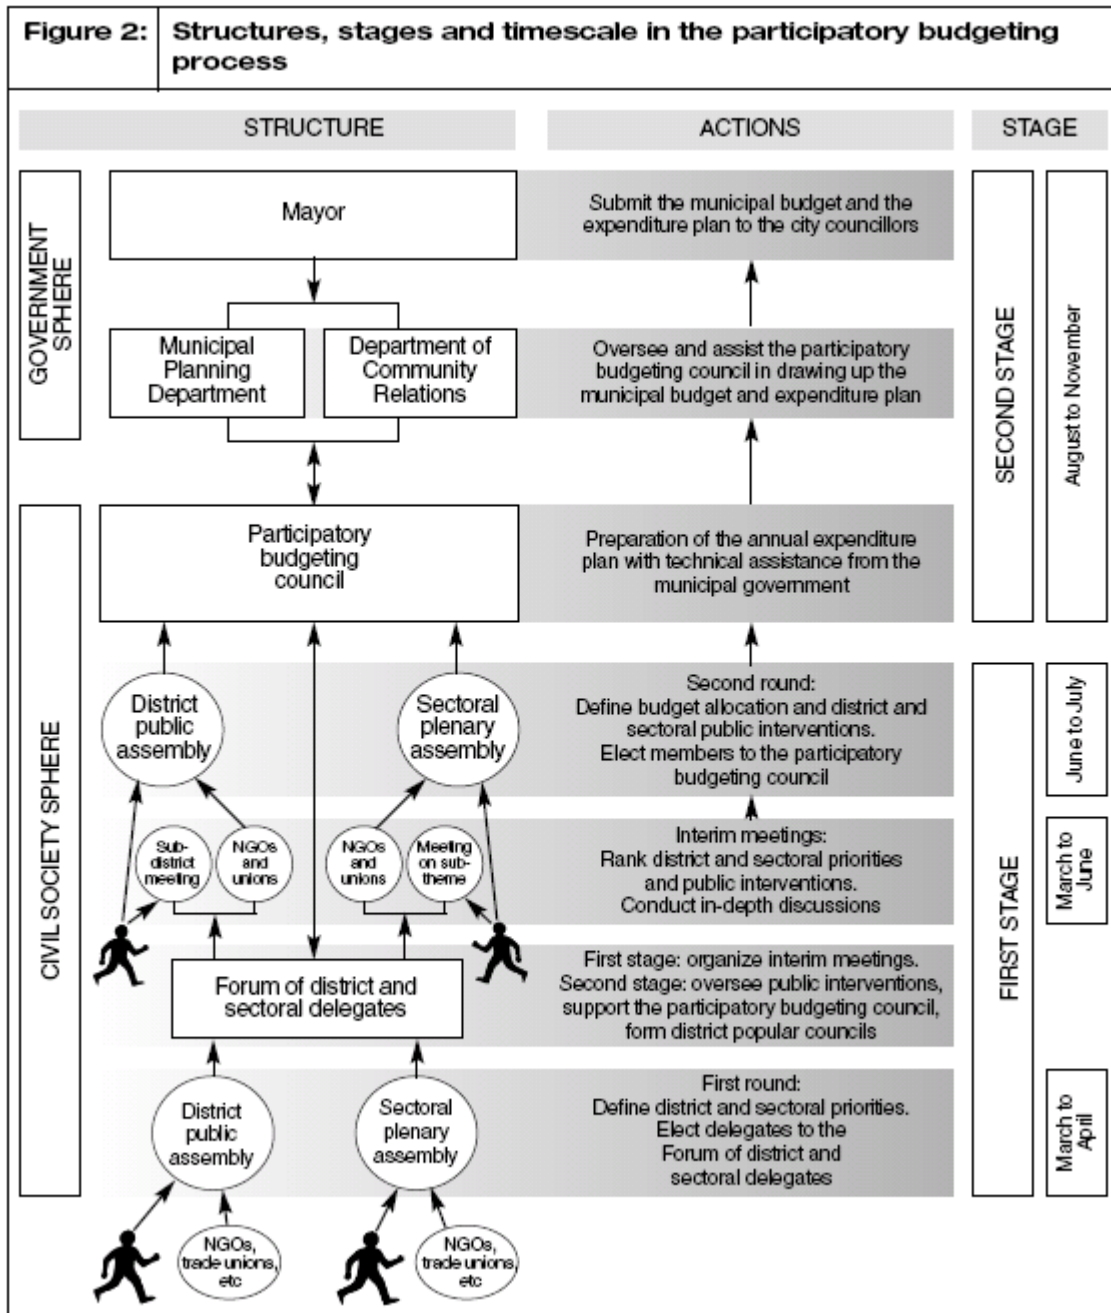 Figure 2:
Structures, stages and timescale in the participatory budgeting
process
STRUCTURE
ACTIONS
STAGE
GOVERNMENT
SPHERE
Mayor
Submit the municipal budget and the
expenditure plan to the city councillors
SECOND STAGE
August to November
Municipal
Planning
Department
Department of
Community
Relations
Oversee and assist the participatory
budgeting council in drawing up the
municipal budget and expenditure plan
CIVIL SOCIETY SPHERE
Participatory
budgeting
council
Preparation of the annual expenditure
plan with technical assistance from the
municipal government
District
public
assembly
Sectoral
plenary
assembly
Second round:
Define budget allocation and district and
sectoral public interventions.
Elect members to the participatory
budgeting council
FIRST STAGE
June to July
Sub-
district
meeting
NGOs
and
unions
NGOs
and
unions
Meeting
on sub-
theme
Interim meetings:
Rank district and sectoral priorities
and public interventions.
Conduct in-depth discussions
March to
June
Forum of district and
sectoral delegates
First stage: organize interim meetings.
Second stage: oversee public interventions,
support the participatory budgeting council,
form district popular councils
District
public
assembly
Sectoral
plenary
assembly
First round:
Define district and sectoral priorities.
Elect delegates to the
Forum of district and
sectoral delegates
March to
April
NGOs,
trade unions,
etc
NGOs,
trade unions,
etc